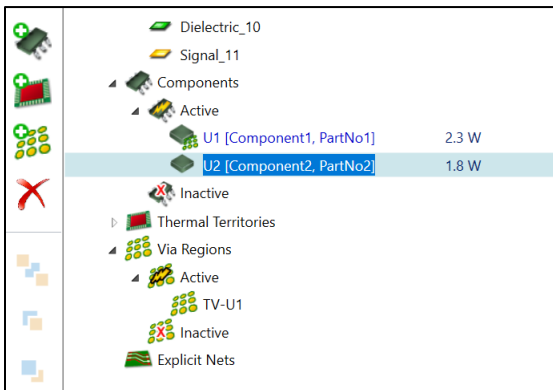 Dielectric_10
Signal_11
Components
Active
U1 [Component1, PartNo1] 2.3 W
U2 [Component2, PartNo2] 1.8 W
Inactive
Thermal Territories
Via Regions
Active
TV-U1
Inactive
Explicit Nets